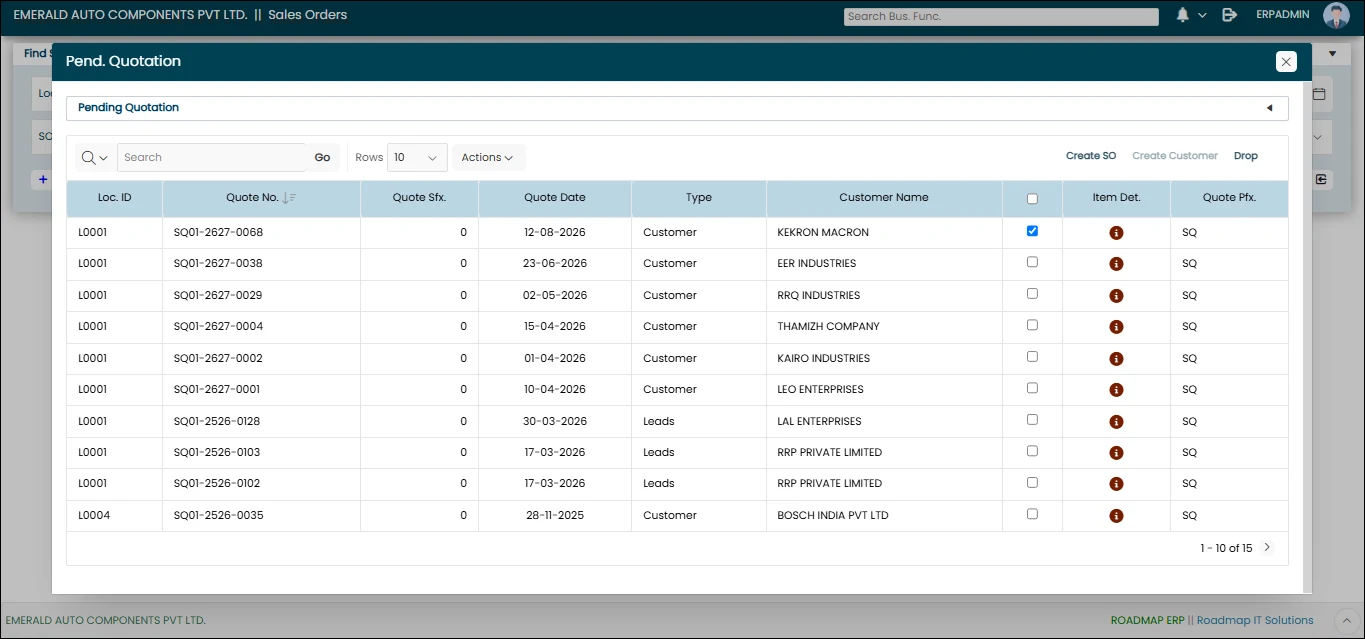 EMERALD AUTO COMPONENTS PVT LTD. || Sales Orders Search Bus. Func. ERPADMIN
Find S
Pend. Quotation
Loc
Pending Quotation
SO
Search Go Rows 10 Actions Create SO Create Customer Drop
Loc. ID Quote No. Quote Sfx. Quote Date Type Customer Name Item Det. Quote Pfx.
L0001 SQ01-2627-0068 0 12-08-2026 Customer KEKRON MACRON SQ
L0001 SQ01-2627-0038 0 23-06-2026 Customer EER INDUSTRIES SQ
L0001 SQ01-2627-0029 0 02-05-2026 Customer RRQ INDUSTRIES SQ
L0001 SQ01-2627-0004 0 15-04-2026 Customer THAMIZH COMPANY SQ
L0001 SQ01-2627-0002 0 01-04-2026 Customer KAIRO INDUSTRIES SQ
L0001 SQ01-2627-0001 0 10-04-2026 Customer LEO ENTERPRISES SQ
L0001 SQ01-2526-0128 0 30-03-2026 Leads LAL ENTERPRISES SQ
L0001 SQ01-2526-0103 0 17-03-2026 Leads RRP PRIVATE LIMITED SQ
L0001 SQ01-2526-0102 0 17-03-2026 Leads RRP PRIVATE LIMITED SQ
L0004 SQ01-2526-0035 0 28-11-2025 Customer BOSCH INDIA PVT LTD SQ
1 - 10 of 15
EMERALD AUTO COMPONENTS PVT LTD. ROADMAP ERP || Roadmap IT Solutions